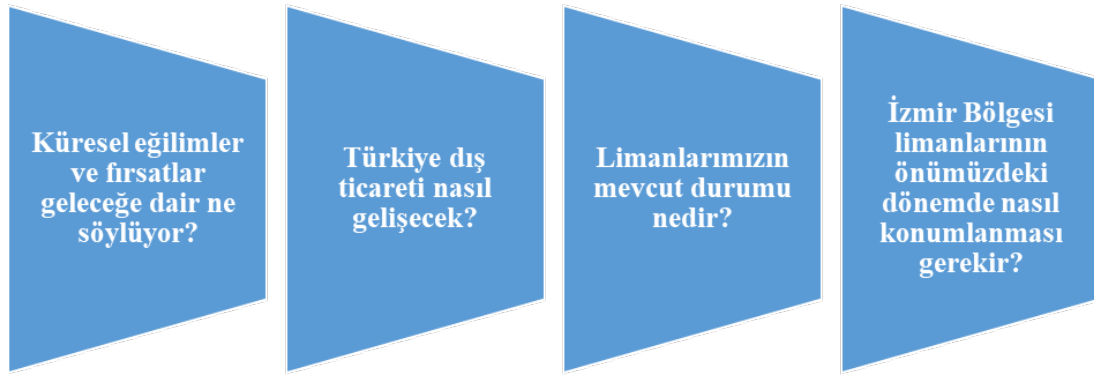 Küresel eğilimler
ve fırsatlar
geleceğe dair ne
söylüyor?
Türkiye dış
ticareti nasıl
gelişecek?
Limanlarımızın
mevcut durumu
nedir?
İzmir Bölgesi
limanlarının
önümüzdeki
dönemde nasıl
konumlanması
gerekir?